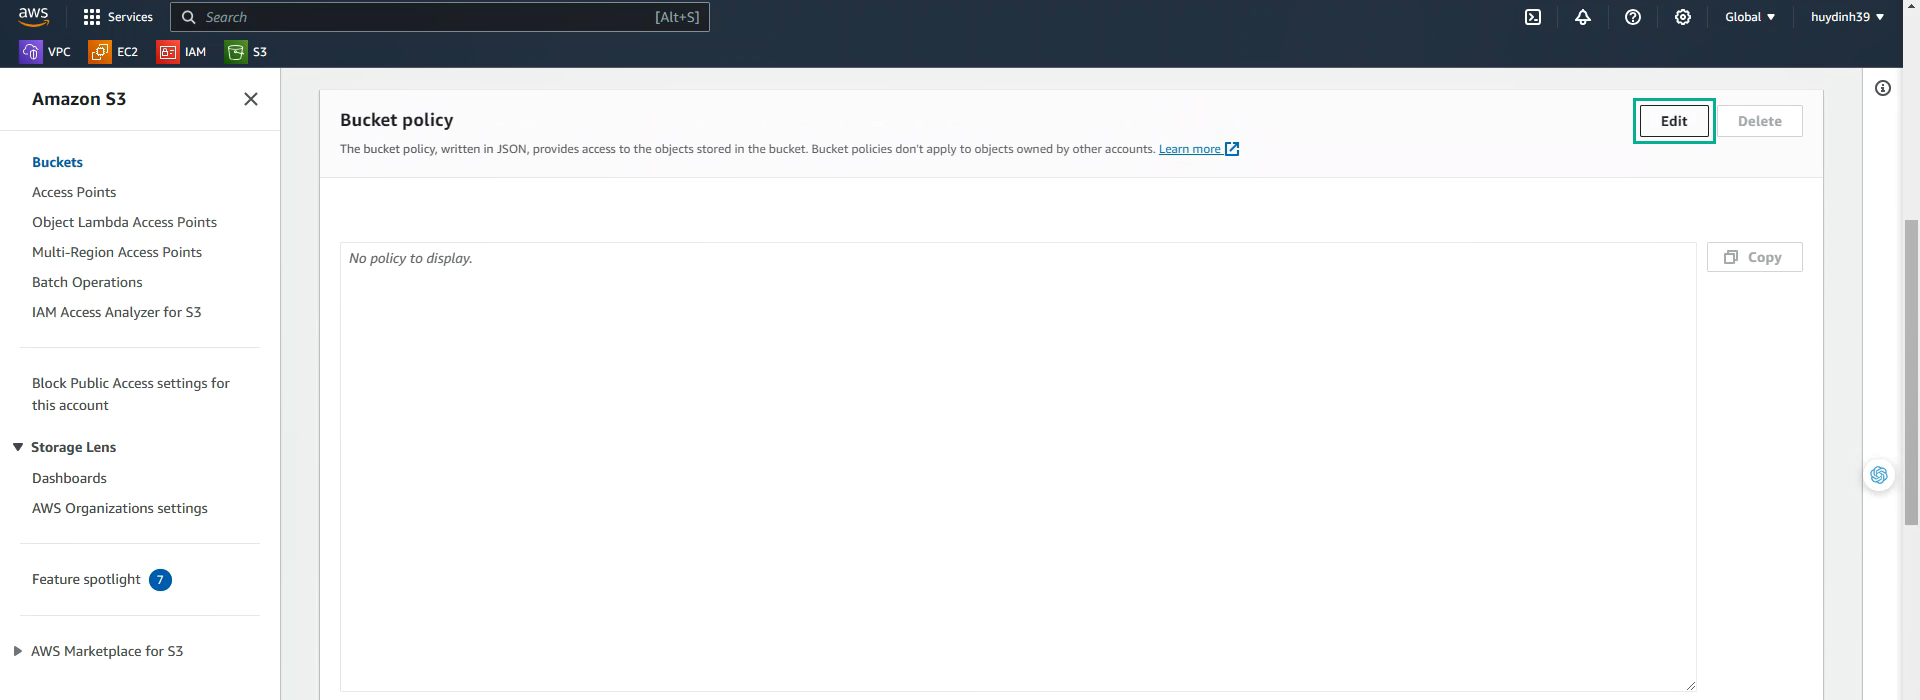 aws
Services
Search
[Alt+S]
Global
huydinh39
VPC
EC2
IAM
S3
Amazon S3
Buckets
Access Points
Object Lambda Access Points
Multi-Region Access Points
Batch Operations
IAM Access Analyzer for S3
Block Public Access settings for
this account
Storage Lens
Dashboards
AWS Organizations settings
Feature spotlight 7
AWS Marketplace for S3
Bucket policy
Edit
Delete
The bucket policy, written in JSON, provides access to the objects stored in the bucket. Bucket policies don't apply to objects owned by other accounts. Learn more
No policy to display.
Copy